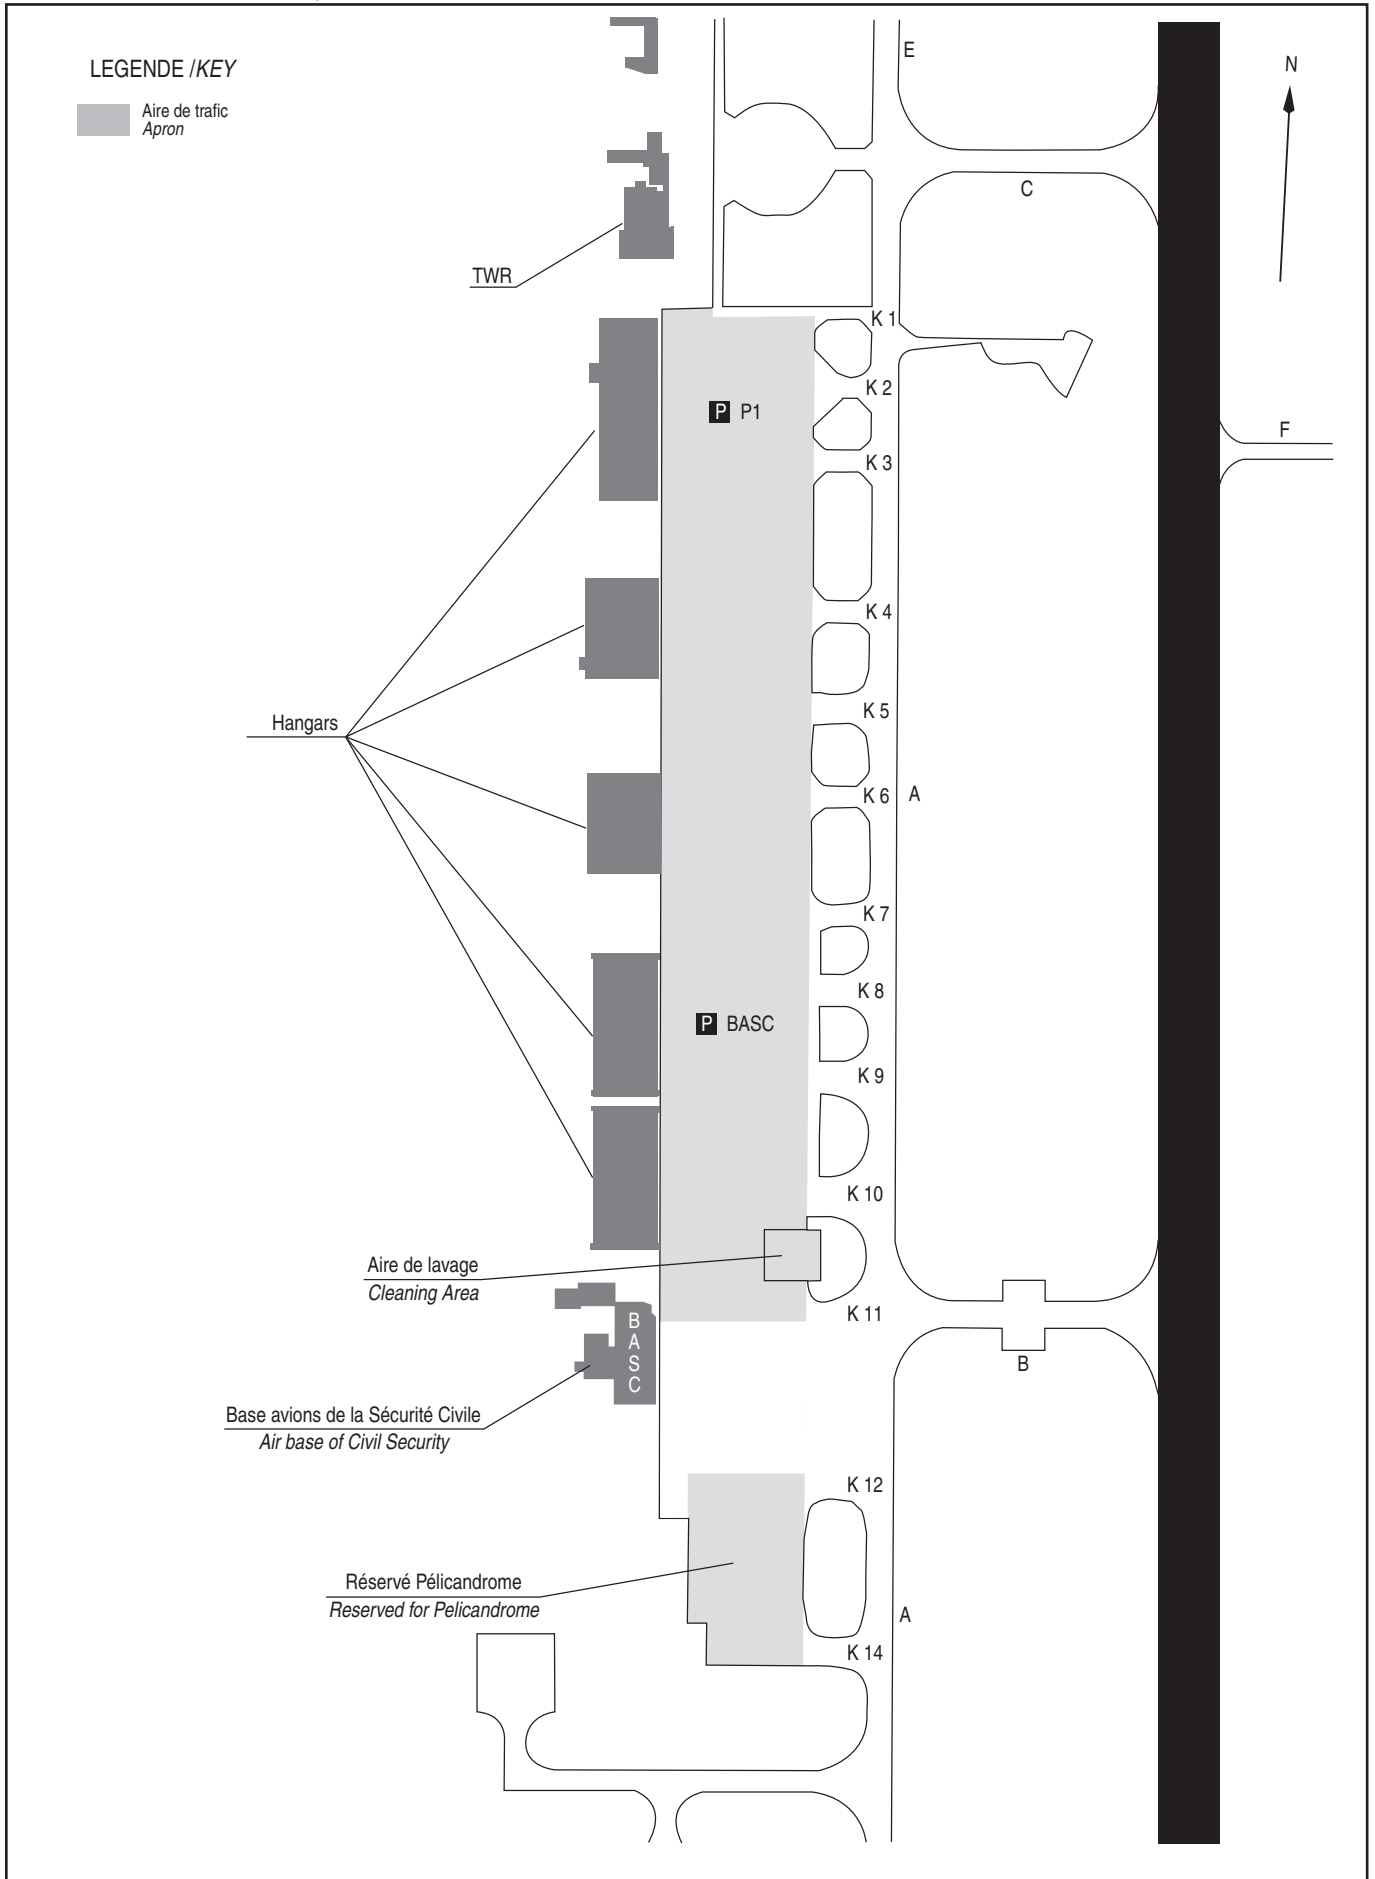 LEGENDE /KEY
Aire de trafic
Apron
E
N
C
TWR
K 1
K 2
P P1
F
K 3
K 4
K 5
Hangars
K 6
A
K 7
K 8
P BASC
K 9
K 10
Aire de lavage
Cleaning Area
K 11
B
A
S
C
B
Base avions de la Sécurité Civile
Air base of Civil Security
K 12
Réservé Pélicandrome
Reserved for Pelicandrome
A
K 14